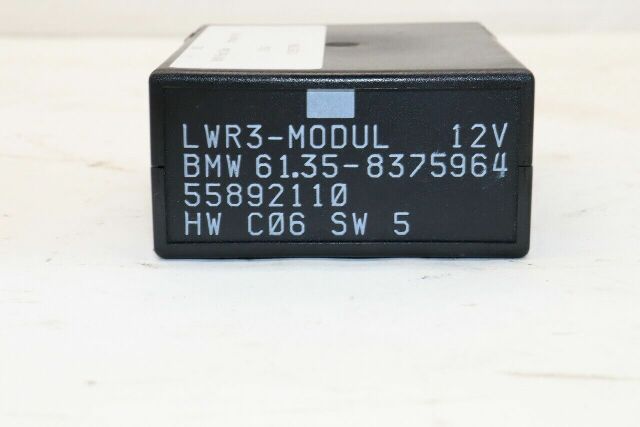 LWR3-MODUL 12V
BMW 61.35-8375964
55892110
HW C06 SW 5